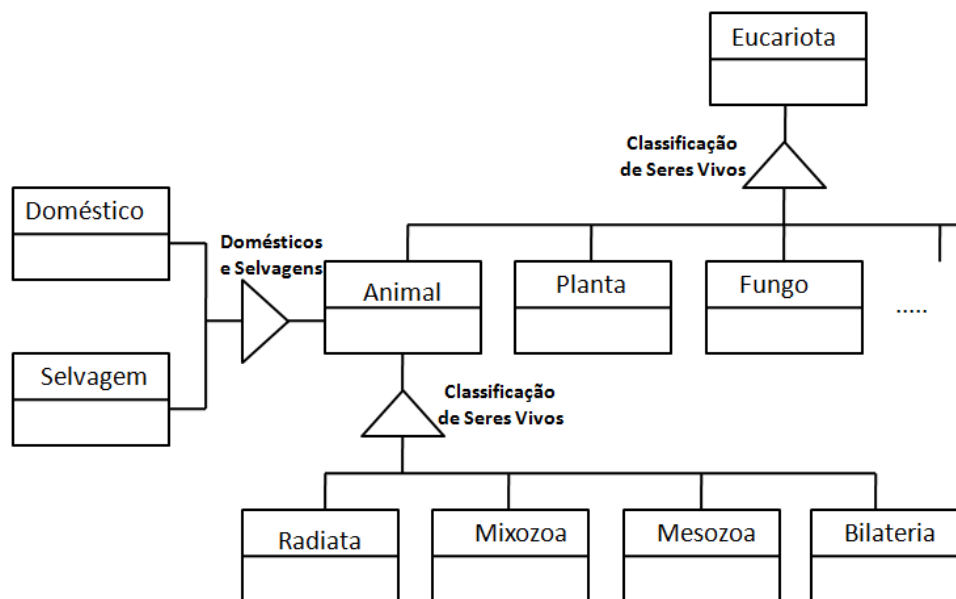 Eucariota
Classificação
de Seres Vivos
Doméstico
Domésticos
e Selvagens
Animal
Planta
Fungo
.....
Selvagem
Classificação
de Seres Vivos
Radiata
Mixozoa
Mesozoa
Bilateria